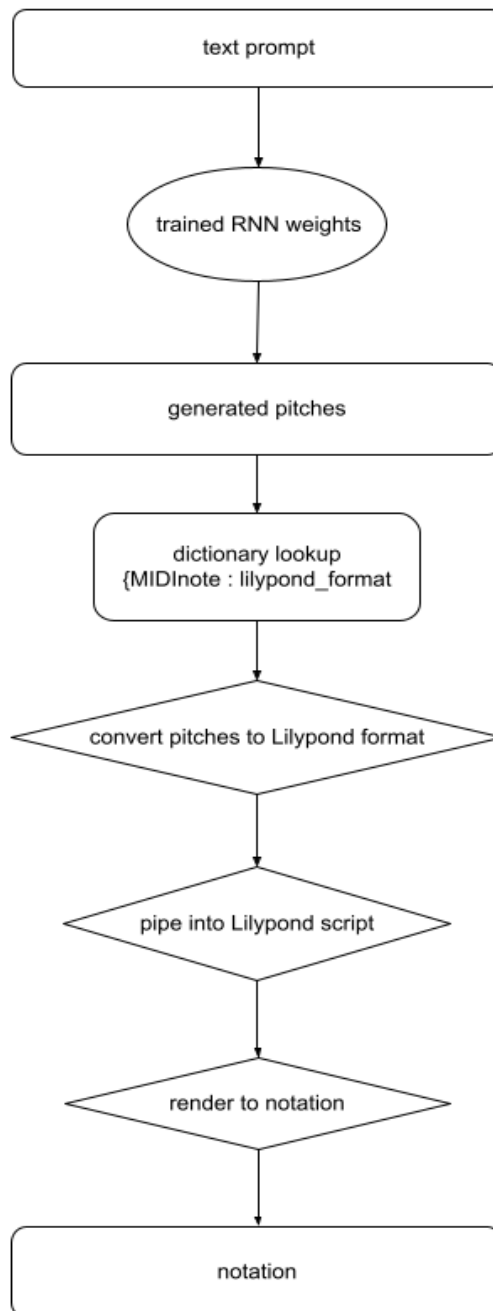 text prompt
trained RNN weights
generated pitches
dictionary lookup
{MIDInote : lilypond_format
convert pitches to Lilypond format
pipe into Lilypond script
render to notation
notation